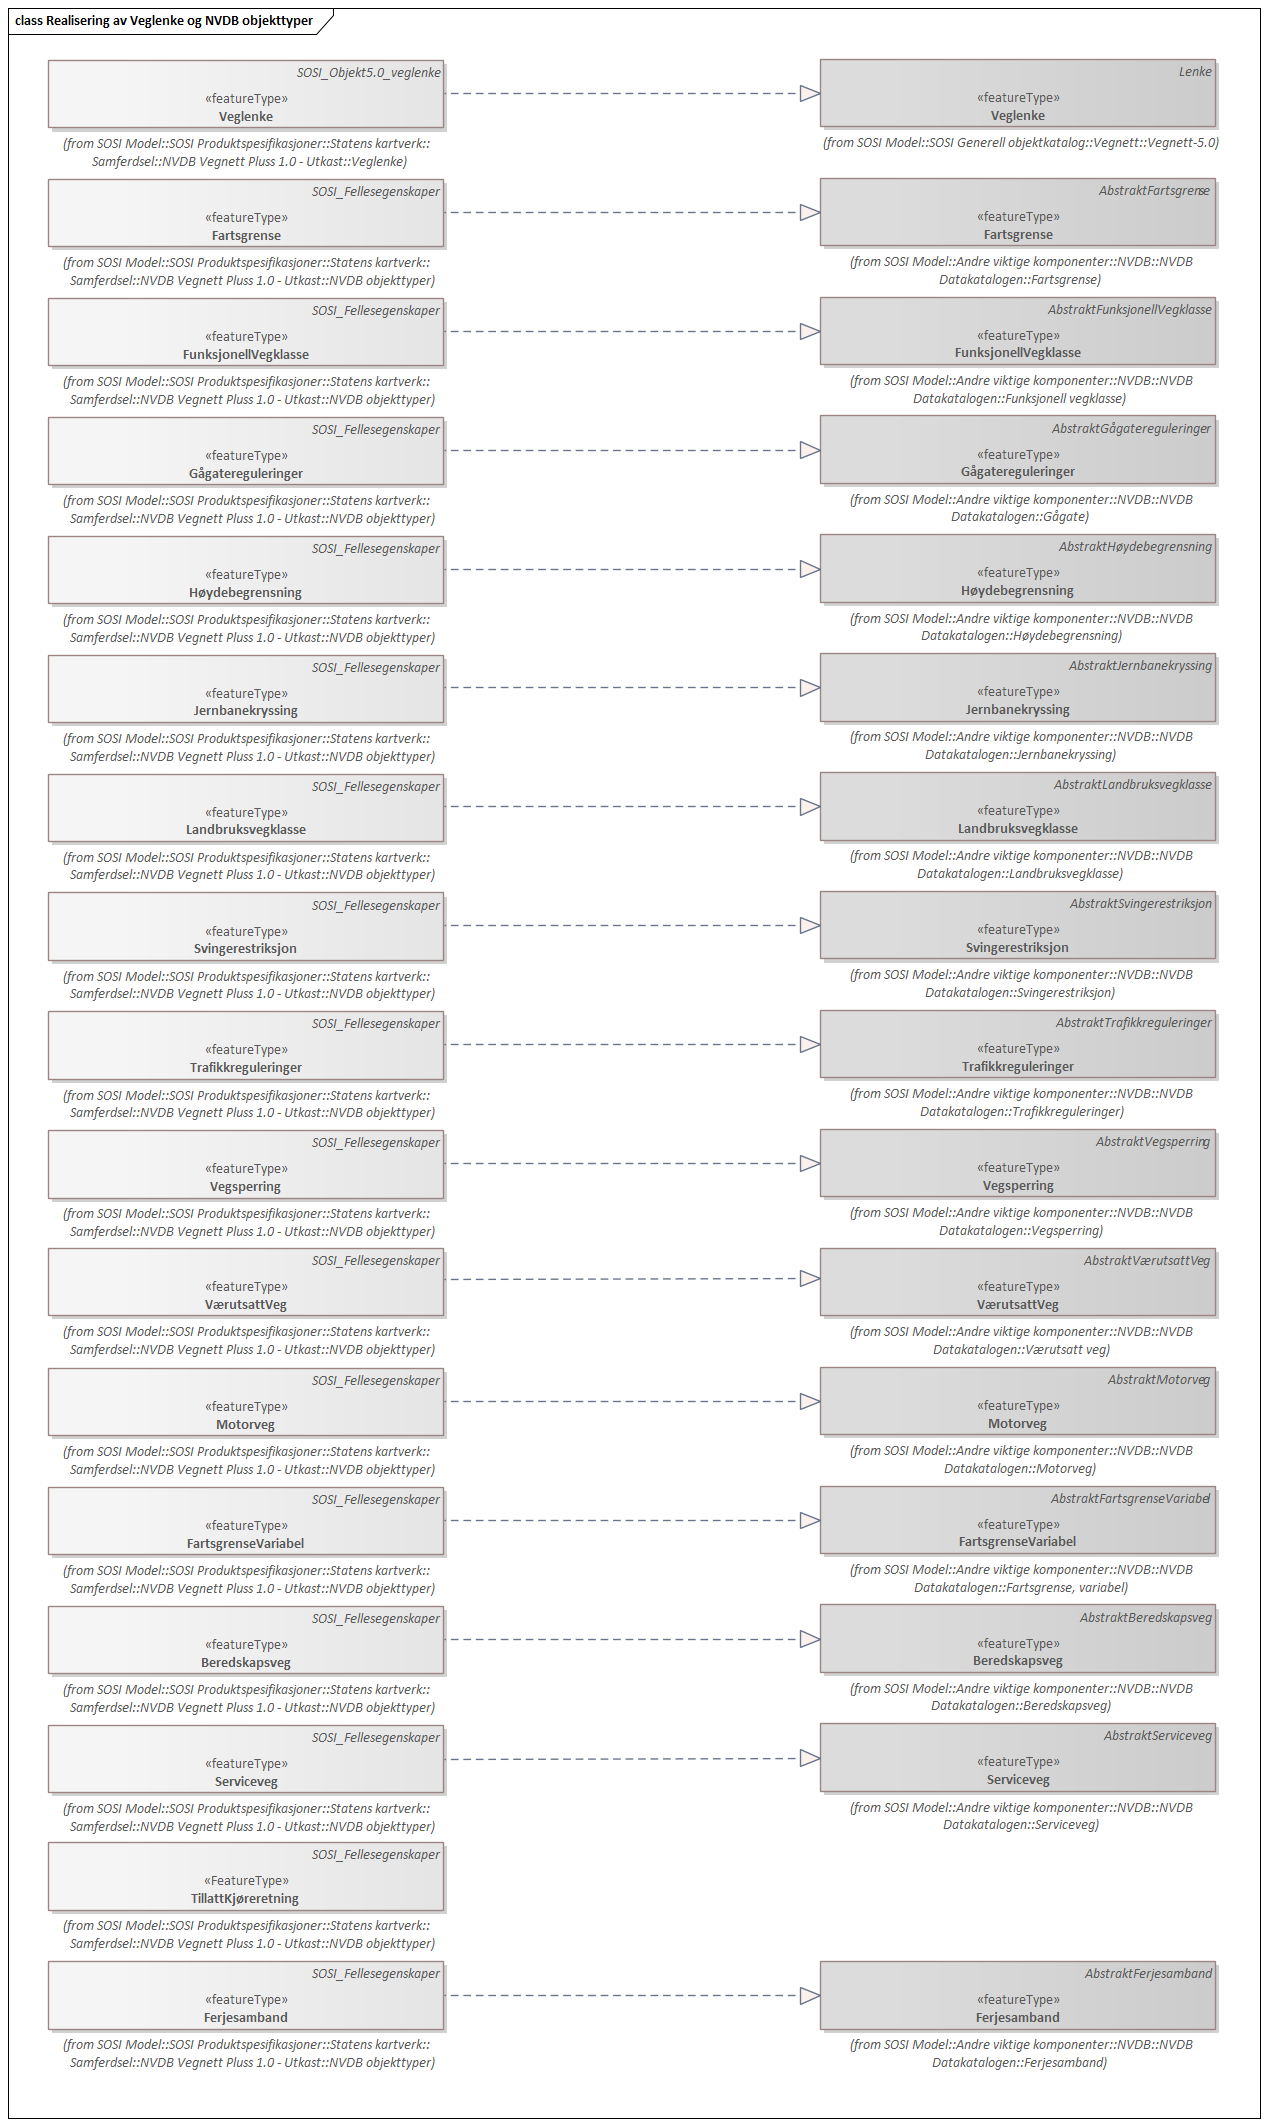 class Realisering av Veglenke og NVDB objekttyper
SOSI_Objekt5.0_veglenke
«featureType»
Veglenke
(from SOSI Model::SOSI Produktspesifikasjoner::Statens kartverk::
Samferdsel::NVDB Vegnett Pluss 1.0 - Utkast::Veglenke)
Lenke
«featureType»
Veglenke
(from SOSI Model::SOSI Generell objektkatalog::Vegnett::Vegnett-5.0)
SOSI_Fellesegenskaper
«featureType»
Fartsgrense
(from SOSI Model::SOSI Produktspesifikasjoner::Statens kartverk::
Samferdsel::NVDB Vegnett Pluss 1.0 - Utkast::NVDB objekttyper)
AbstraktFartsgrense
«featureType»
Fartsgrense
(from SOSI Model::Andre viktige komponenter::NVDB::NVDB
Datakatalogen::Fartsgrense)
SOSI_Fellesegenskaper
«featureType»
FunksjonellVegklasse
(from SOSI Model::SOSI Produktspesifikasjoner::Statens kartverk::
Samferdsel::NVDB Vegnett Pluss 1.0 - Utkast::NVDB objekttyper)
AbstraktFunksjonellVegklasse
«featureType»
FunksjonellVegklasse
(from SOSI Model::Andre viktige komponenter::NVDB::NVDB
Datakatalogen::Funksjonell vegklasse)
SOSI_Fellesegenskaper
«featureType»
Gågatereguleringer
(from SOSI Model::SOSI Produktspesifikasjoner::Statens kartverk::
Samferdsel::NVDB Vegnett Pluss 1.0 - Utkast::NVDB objekttyper)
AbstraktGågatereguleringer
«featureType»
Gågatereguleringer
(from SOSI Model::Andre viktige komponenter::NVDB::NVDB
Datakatalogen::Gågate)
SOSI_Fellesegenskaper
«featureType»
Høydebegrensning
(from SOSI Model::SOSI Produktspesifikasjoner::Statens kartverk::
Samferdsel::NVDB Vegnett Pluss 1.0 - Utkast::NVDB objekttyper)
AbstraktHøydebegrensning
«featureType»
Høydebegrensning
(from SOSI Model::Andre viktige komponenter::NVDB::NVDB
Datakatalogen::Høydebegrensning)
SOSI_Fellesegenskaper
«featureType»
Jernbanekryssing
(from SOSI Model::SOSI Produktspesifikasjoner::Statens kartverk::
Samferdsel::NVDB Vegnett Pluss 1.0 - Utkast::NVDB objekttyper)
AbstraktJernbanekryssing
«featureType»
Jernbanekryssing
(from SOSI Model::Andre viktige komponenter::NVDB::NVDB
Datakatalogen::Jernbanekryssing)
SOSI_Fellesegenskaper
«featureType»
Landbruksvegklasse
(from SOSI Model::SOSI Produktspesifikasjoner::Statens kartverk::
Samferdsel::NVDB Vegnett Pluss 1.0 - Utkast::NVDB objekttyper)
AbstraktLandbruksvegklasse
«featureType»
Landbruksvegklasse
(from SOSI Model::Andre viktige komponenter::NVDB::NVDB
Datakatalogen::Landbruksvegklasse)
SOSI_Fellesegenskaper
«featureType»
Svingerestriksjon
(from SOSI Model::SOSI Produktspesifikasjoner::Statens kartverk::
Samferdsel::NVDB Vegnett Pluss 1.0 - Utkast::NVDB objekttyper)
AbstraktSvingerestriksjon
«featureType»
Svingerestriksjon
(from SOSI Model::Andre viktige komponenter::NVDB::NVDB
Datakatalogen::Svingerestriksjon)
SOSI_Fellesegenskaper
«featureType»
Trafikkreguleringer
(from SOSI Model::SOSI Produktspesifikasjoner::Statens kartverk::
Samferdsel::NVDB Vegnett Pluss 1.0 - Utkast::NVDB objekttyper)
AbstraktTrafikkreguleringer
«featureType»
Trafikkreguleringer
(from SOSI Model::Andre viktige komponenter::NVDB::NVDB
Datakatalogen::Trafikkreguleringer)
SOSI_Fellesegenskaper
«featureType»
Vegsperring
(from SOSI Model::SOSI Produktspesifikasjoner::Statens kartverk::
Samferdsel::NVDB Vegnett Pluss 1.0 - Utkast::NVDB objekttyper)
AbstraktVegsperring
«featureType»
Vegsperring
(from SOSI Model::Andre viktige komponenter::NVDB::NVDB
Datakatalogen::Vegsperring)
SOSI_Fellesegenskaper
«featureType»
VærutsattVeg
(from SOSI Model::SOSI Produktspesifikasjoner::Statens kartverk::
Samferdsel::NVDB Vegnett Pluss 1.0 - Utkast::NVDB objekttyper)
AbstraktVærutsattVeg
«featureType»
VærutsattVeg
(from SOSI Model::Andre viktige komponenter::NVDB::NVDB
Datakatalogen::Værutsatt veg)
SOSI_Fellesegenskaper
«featureType»
Motorveg
(from SOSI Model::SOSI Produktspesifikasjoner::Statens kartverk::
Samferdsel::NVDB Vegnett Pluss 1.0 - Utkast::NVDB objekttyper)
AbstraktMotorveg
«featureType»
Motorveg
(from SOSI Model::Andre viktige komponenter::NVDB::NVDB
Datakatalogen::Motorveg)
SOSI_Fellesegenskaper
«featureType»
FartsgrenseVariabel
(from SOSI Model::SOSI Produktspesifikasjoner::Statens kartverk::
Samferdsel::NVDB Vegnett Pluss 1.0 - Utkast::NVDB objekttyper)
AbstraktFartsgrenseVariabel
«featureType»
FartsgrenseVariabel
(from SOSI Model::Andre viktige komponenter::NVDB::NVDB
Datakatalogen::Fartsgrense, variabel)
SOSI_Fellesegenskaper
«featureType»
Beredskapsveg
(from SOSI Model::SOSI Produktspesifikasjoner::Statens kartverk::
Samferdsel::NVDB Vegnett Pluss 1.0 - Utkast::NVDB objekttyper)
AbstraktBeredskapsveg
«featureType»
Beredskapsveg
(from SOSI Model::Andre viktige komponenter::NVDB::NVDB
Datakatalogen::Beredskapsveg)
SOSI_Fellesegenskaper
«featureType»
Serviceveg
(from SOSI Model::SOSI Produktspesifikasjoner::Statens kartverk::
Samferdsel::NVDB Vegnett Pluss 1.0 - Utkast::NVDB objekttyper)
AbstraktServiceveg
«featureType»
Serviceveg
(from SOSI Model::Andre viktige komponenter::NVDB::NVDB
Datakatalogen::Serviceveg)
SOSI_Fellesegenskaper
«FeatureType»
TillattKjøreretning
(from SOSI Model::SOSI Produktspesifikasjoner::Statens kartverk::
Samferdsel::NVDB Vegnett Pluss 1.0 - Utkast::NVDB objekttyper)
SOSI_Fellesegenskaper
«featureType»
Ferjesamband
(from SOSI Model::SOSI Produktspesifikasjoner::Statens kartverk::
Samferdsel::NVDB Vegnett Pluss 1.0 - Utkast::NVDB objekttyper)
AbstraktFerjesamband
«featureType»
Ferjesamband
(from SOSI Model::Andre viktige komponenter::NVDB::NVDB
Datakatalogen::Ferjesamband)